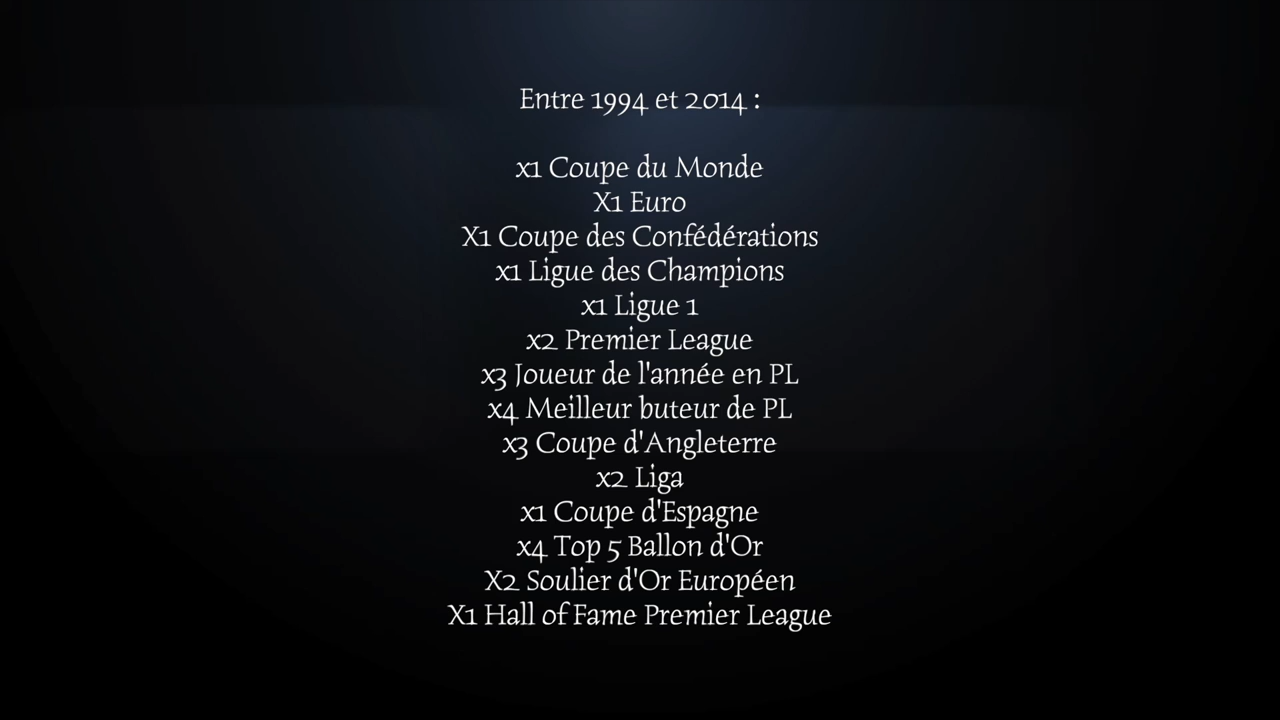 Entre 1994 et 2014 :
x1 Coupe du Monde
X1 Euro
X1 Coupe des Confédérations
x1 Ligue des Champions
x1 Ligue 1
x2 Premier League
x3 Joueur de l'année en PL
x4 Meilleur buteur de PL
x3 Coupe d'Angleterre
x2 Liga
x1 Coupe d'Espagne
x4 Top 5 Ballon d'Or
X2 Soulier d'Or Européen
X1 Hall of Fame Premier League